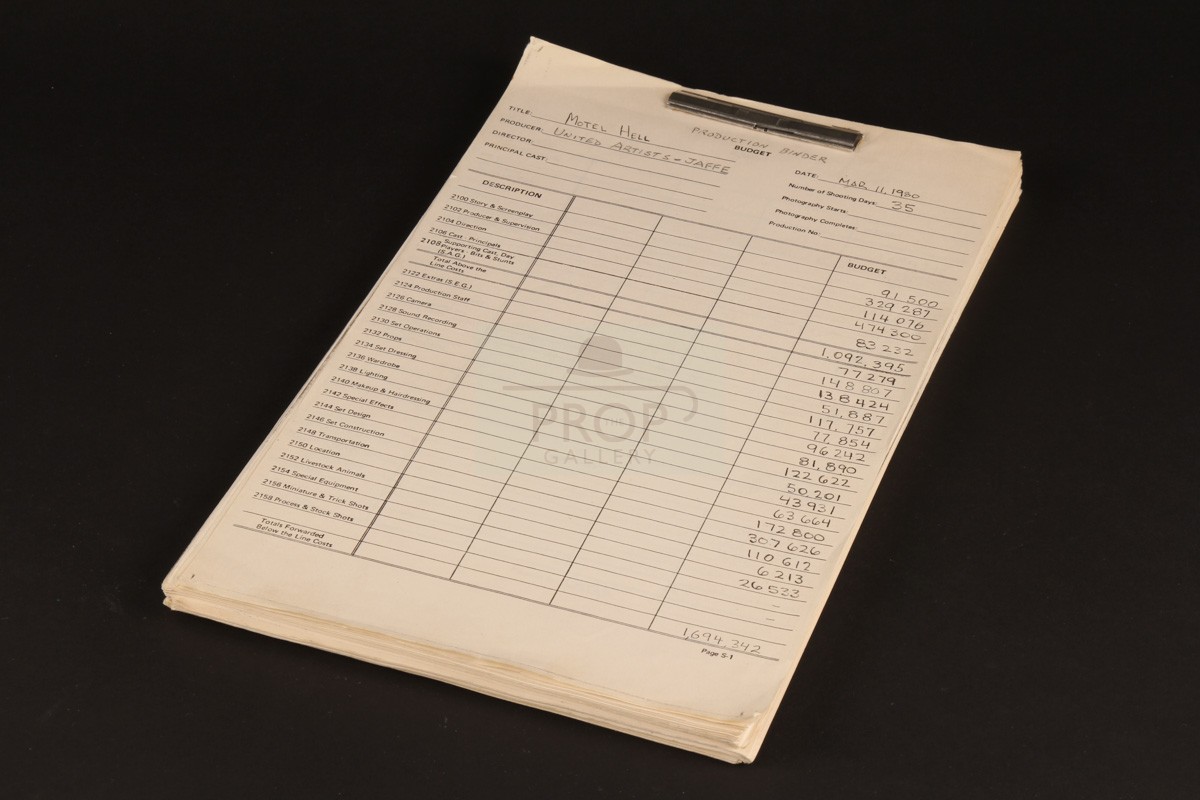 TITLE: MOTEL HELL PRODUCTION BINDER
PRODUCER: UNITED ARTISTS - JAFFE BUDGET
DIRECTOR:
PRINCIPAL CAST:
DATE: MAR 11, 1980
Number of Shooting Days: 35
Photography Starts:
Photography Completes:
Production No:
DESCRIPTION BUDGET
2100 Story & Screenplay 91 500
2102 Producer & Supervision 329 287
2104 Direction 114 076
2106 Cast - Principals 474 300
2108 Supporting Cast, Day
Players - Bits & Stunts
(S.A.G.) 83 232
Total Above the
Line Costs 1,092,395
2122 Extras (S.E.G.) 77 279
2124 Production Staff 148 807
2126 Camera 138 424
2128 Sound Recording 51,887
2130 Set Operations 117,757
2132 Props 77 854
2134 Set Dressing 96 242
2136 Wardrobe 81,890
2138 Lighting 122 622
2140 Makeup & Hairdressing 50 201
2142 Special Effects 43 931
2144 Set Design 63 664
2146 Set Construction 172 800
2148 Transportation 307 626
2150 Location 110 612
2152 Livestock Animals 6 213
2154 Special Equipment 26 533
2156 Miniature & Trick Shots -
2158 Process & Stock Shots -
Totals Forwarded
Below the Line Costs 1,694,342
Page S-1
THE
PROP
GALLERY